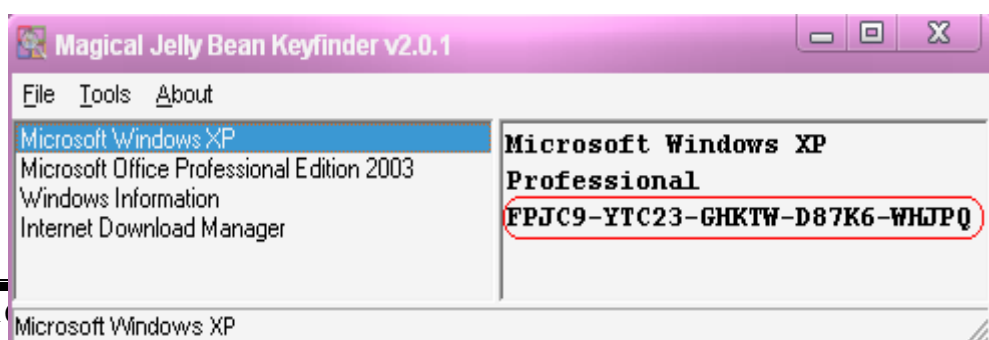 Magical Jelly Bean Keyfinder v2.0.1
File Tools About
Microsoft Windows XP
Microsoft Office Professional Edition 2003
Windows Information
Internet Download Manager
Microsoft Windows XP
Professional
FPJC9-YTC23-GHKTW-D87K6-WHJPQ
Microsoft Windows XP